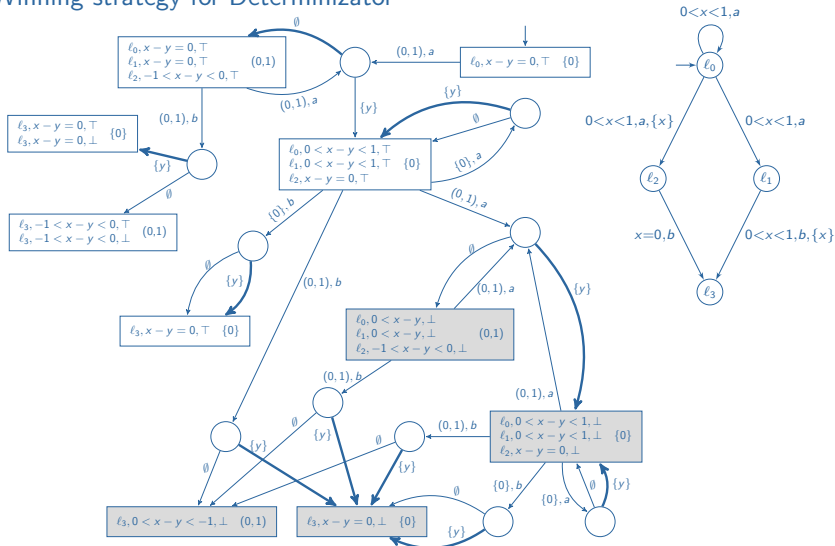 Winning strategy for Determinizator
0<x<1,a
∅
ℓ₀, x − y = 0, ⊤
ℓ₁, x − y = 0, ⊤ (0,1)
ℓ₂, −1 < x − y < 0, ⊤
(0,1), a
ℓ₀, x − y = 0, ⊤ {0}
ℓ₀
(0,1), a
{y}
(0,1), b
{y}
∅
{0}, a
0<x<1,a,{x}
0<x<1,a
ℓ₃, x − y = 0, ⊤
ℓ₃, x − y = 0, ⊥ {0}
{y}
∅
ℓ₀, 0 < x − y < 1, ⊤
ℓ₁, 0 < x − y < 1, ⊤ {0}
ℓ₂, x − y = 0, ⊤
ℓ₂
ℓ₁
ℓ₃, −1 < x − y < 0, ⊤
ℓ₃, −1 < x − y < 0, ⊥ (0,1)
{0}, b
(0,1), a
x=0,b
0<x<1,b,{x}
∅
{y}
(0,1), b
∅
(0,1), a
{y}
ℓ₃
ℓ₃, x − y = 0, ⊤ {0}
ℓ₀, 0 < x − y, ⊥
ℓ₁, 0 < x − y, ⊥ (0,1)
ℓ₂, −1 < x − y < 0, ⊥
(0,1), b
(0,1), a
∅
{y}
∅
(0,1), b
ℓ₀, 0 < x − y < 1, ⊥
ℓ₁, 0 < x − y < 1, ⊥ {0}
ℓ₂, x − y = 0, ⊥
∅
{y}
{y}
{0}, b
{0}, a
∅
{y}
∅
ℓ₃, 0 < x − y < −1, ⊥ (0,1)
ℓ₃, x − y = 0, ⊥ {0}
{y}